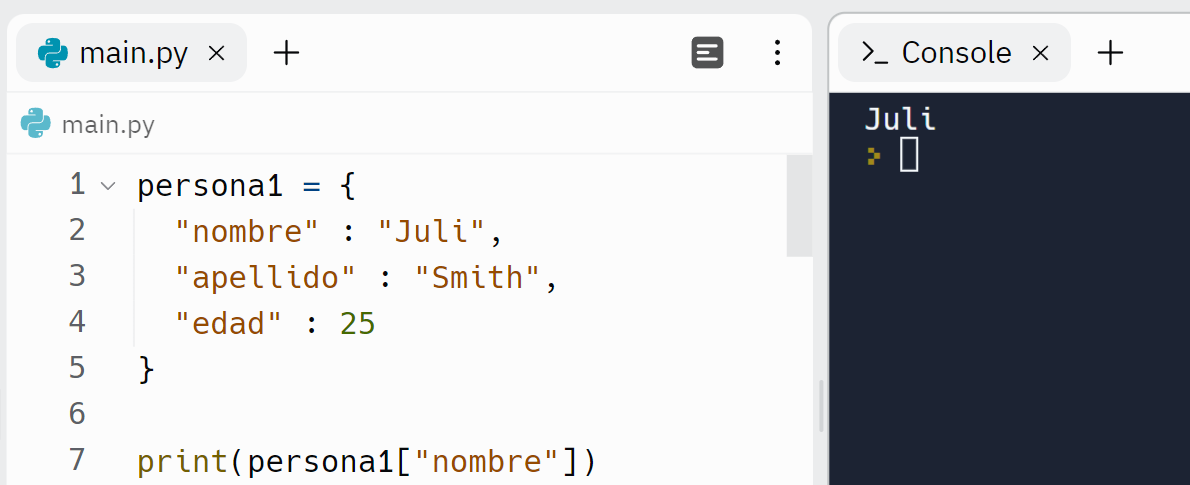 main.py
main.py
1 persona1 = {
2   "nombre" : "Juli",
3   "apellido" : "Smith",
4   "edad" : 25
5 }
6
7 print(persona1["nombre"])
>_ Console
Juli
>